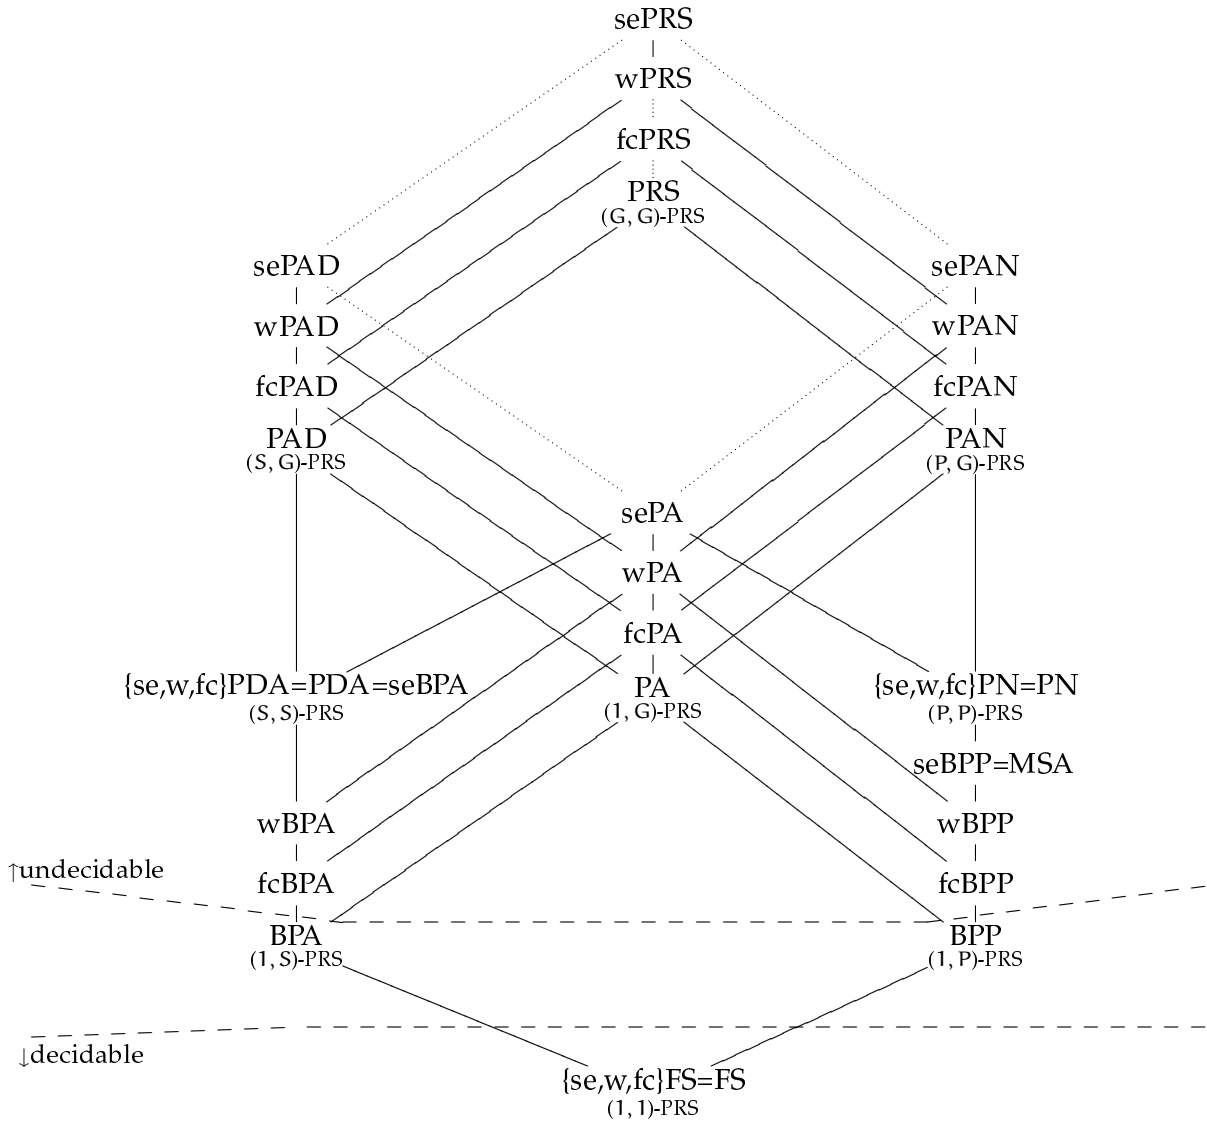 sePRS
wPRS
fcPRS
PRS
(G, G)-PRS
sePAD
sePAN
wPAD
wPAN
fcPAD
fcPAN
PAD
(S, G)-PRS
PAN
(P, G)-PRS
sePA
wPA
fcPA
{se,w,fc}PDA=PDA=seBPA
(S, S)-PRS
PA
(1, G)-PRS
{se,w,fc}PN=PN
(P, P)-PRS
seBPP=MSA
wBPA
wBPP
↑undecidable
fcBPA
fcBPP
BPA
(1, S)-PRS
BPP
(1, P)-PRS
↓decidable
{se,w,fc}FS=FS
(1, 1)-PRS